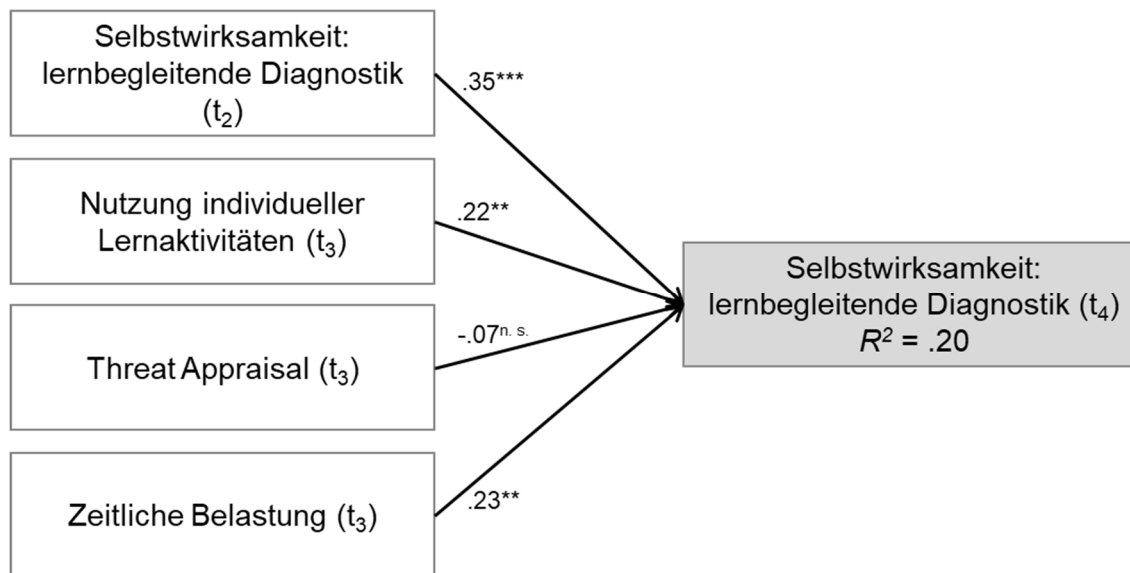 Selbstwirksamkeit:
lernbegleitende Diagnostik
(t₂)
.35***
Nutzung individueller
Lernaktivitäten (t₃)
.22**
Selbstwirksamkeit:
lernbegleitende Diagnostik (t₄)
R² = .20
Threat Appraisal (t₃)
-.07ⁿ· ˢ·
Zeitliche Belastung (t₃)
.23**